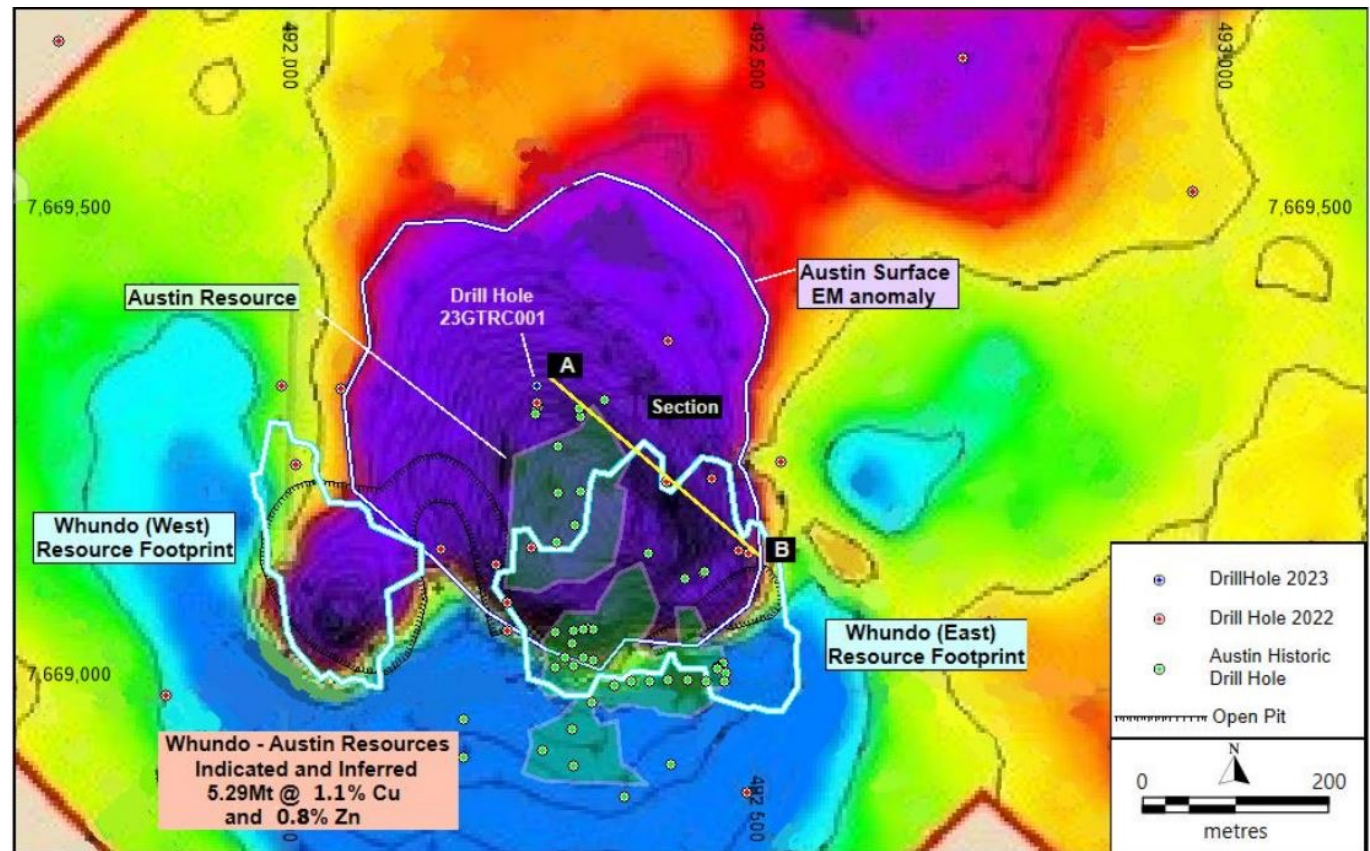 492,000
492,500
493,000
7,669,500
7,669,500
Austin Surface
EM anomaly
Austin Resource
Drill Hole
23GTRC001
A
Section
Whundo (West)
Resource Footprint
B
Whundo (East)
Resource Footprint
7,669,000
Whundo - Austin Resources
Indicated and Inferred
5.29Mt @ 1.1% Cu
and 0.8% Zn
492,500
DrillHole 2023
Drill Hole 2022
Austin Historic
Drill Hole
Open Pit
N
0 200
metres